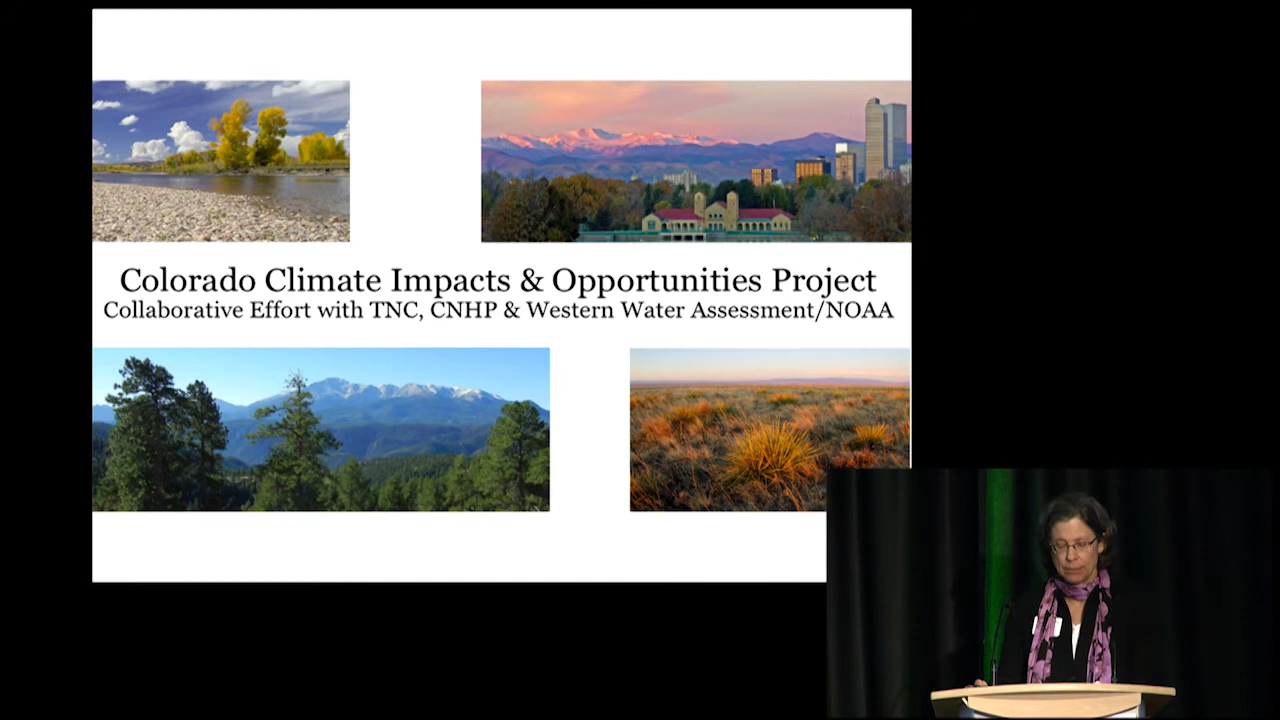 Colorado Climate Impacts & Opportunities Project
Collaborative Effort with TNC, CNHP & Western Water Assessment/NOAA